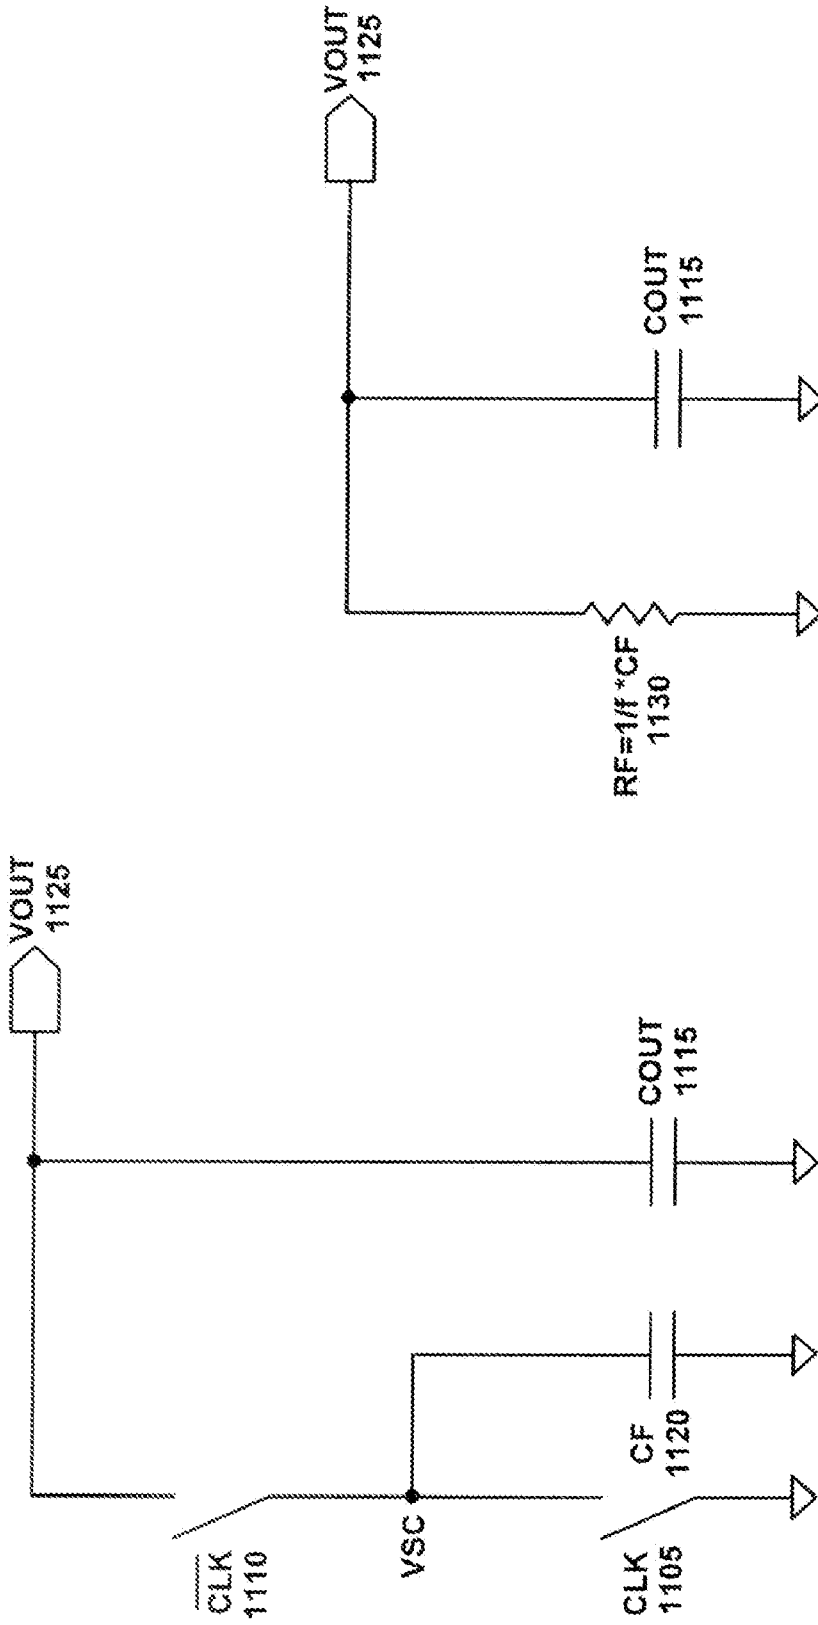 VOUT
1125
CLK
1110
VSC
CLK
1105
CF
1120
COUT
1115
VOUT
1125
RF=1/f *CF
1130
COUT
1115